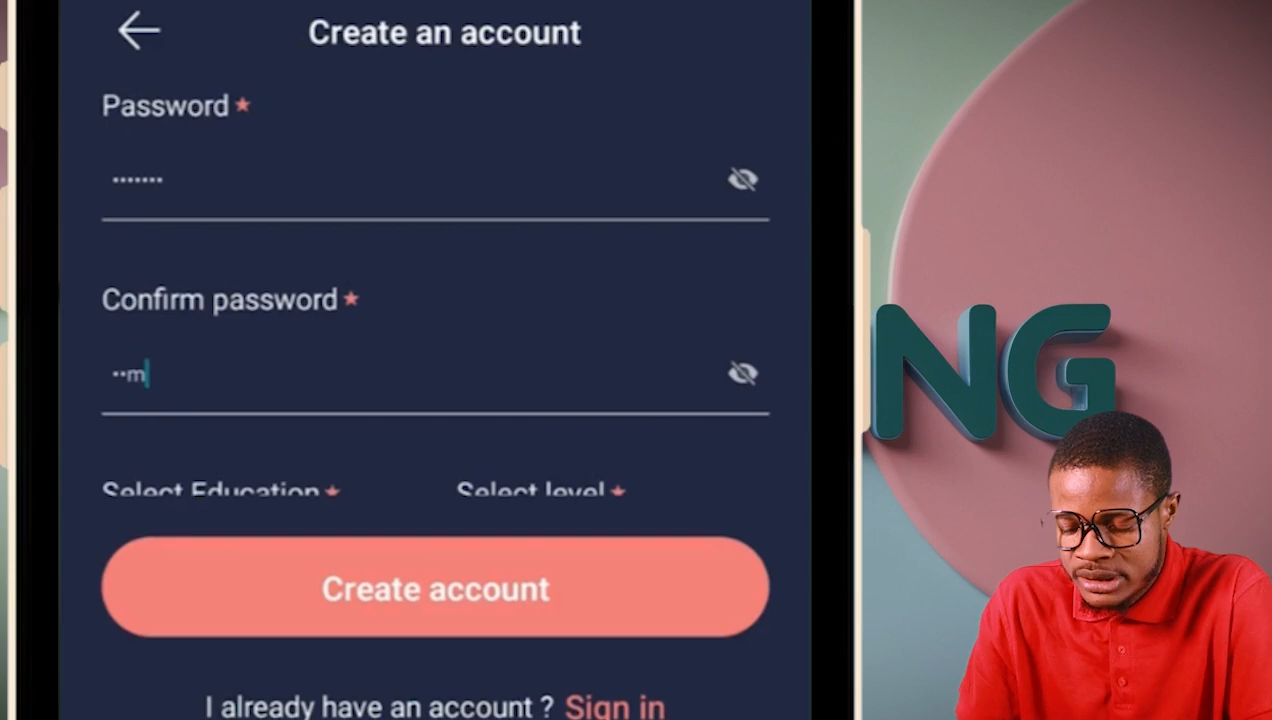 Create an account
Password *
•••••••
Confirm password *
••m
Select Education * Select level *
Create account
I already have an account ? Sign in
NG